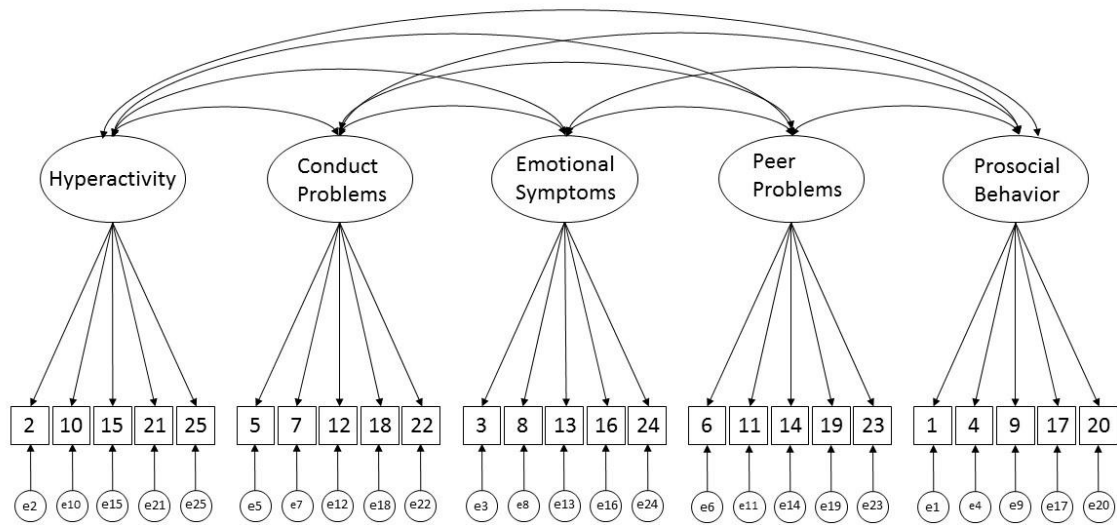 Hyperactivity
Conduct
Problems
Emotional
Symptoms
Peer
Problems
Prosocial
Behavior
2 10 15 21 25 5 7 12 18 22 3 8 13 16 24 6 11 14 19 23 1 4 9 17 20
e2 e10 e15 e21 e25 e5 e7 e12 e18 e22 e3 e8 e13 e16 e24 e6 e11 e14 e19 e23 e1 e4 e9 e17 e20